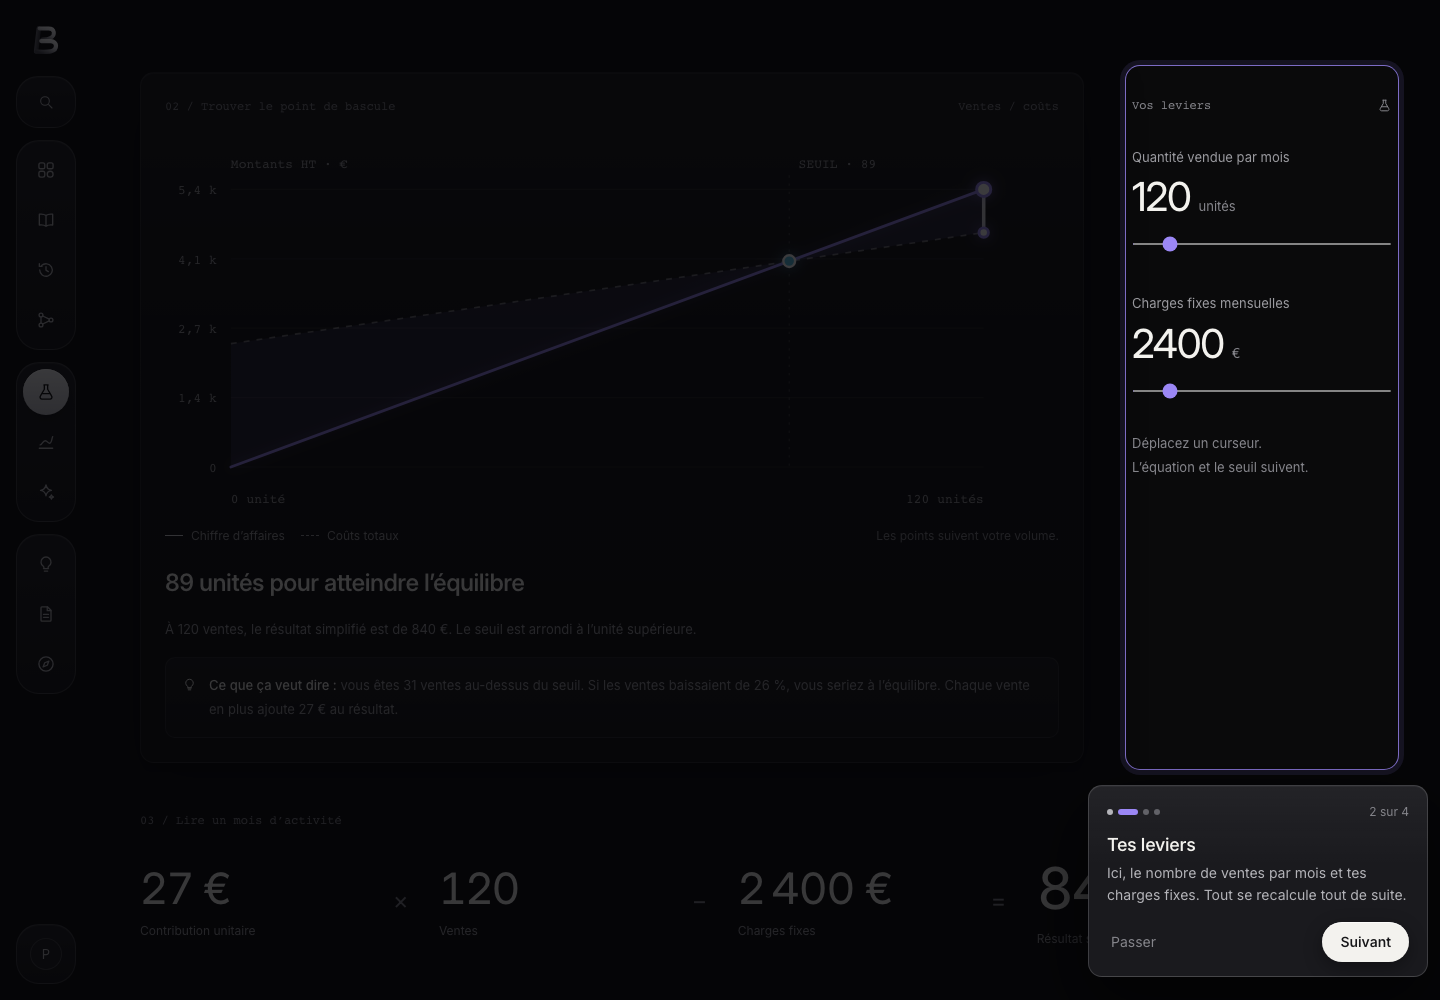 B
02 / Trouver le point de bascule
Ventes / coûts
Montants HT · €
SEUIL · 89
5,4 k
4,1 k
2,7 k
1,4 k
0
0 unité
120 unités
Chiffre d’affaires
Coûts totaux
Les points suivent votre volume.
89 unités pour atteindre l’équilibre
À 120 ventes, le résultat simplifié est de 840 €. Le seuil est arrondi à l’unité supérieure.
Ce que ça veut dire : vous êtes 31 ventes au-dessus du seuil. Si les ventes baissaient de 26 %, vous seriez à l’équilibre. Chaque vente
en plus ajoute 27 € au résultat.
03 / Lire un mois d’activité
27 € × 120 − 2 400 € = 84
Contribution unitaire
Ventes
Charges fixes
Résultat
P
Vos leviers
Quantité vendue par mois
120 unités
Charges fixes mensuelles
2400 €
Déplacez un curseur.
L’équation et le seuil suivent.
2 sur 4
Tes leviers
Ici, le nombre de ventes par mois et tes
charges fixes. Tout se recalcule tout de suite.
Passer
Suivant